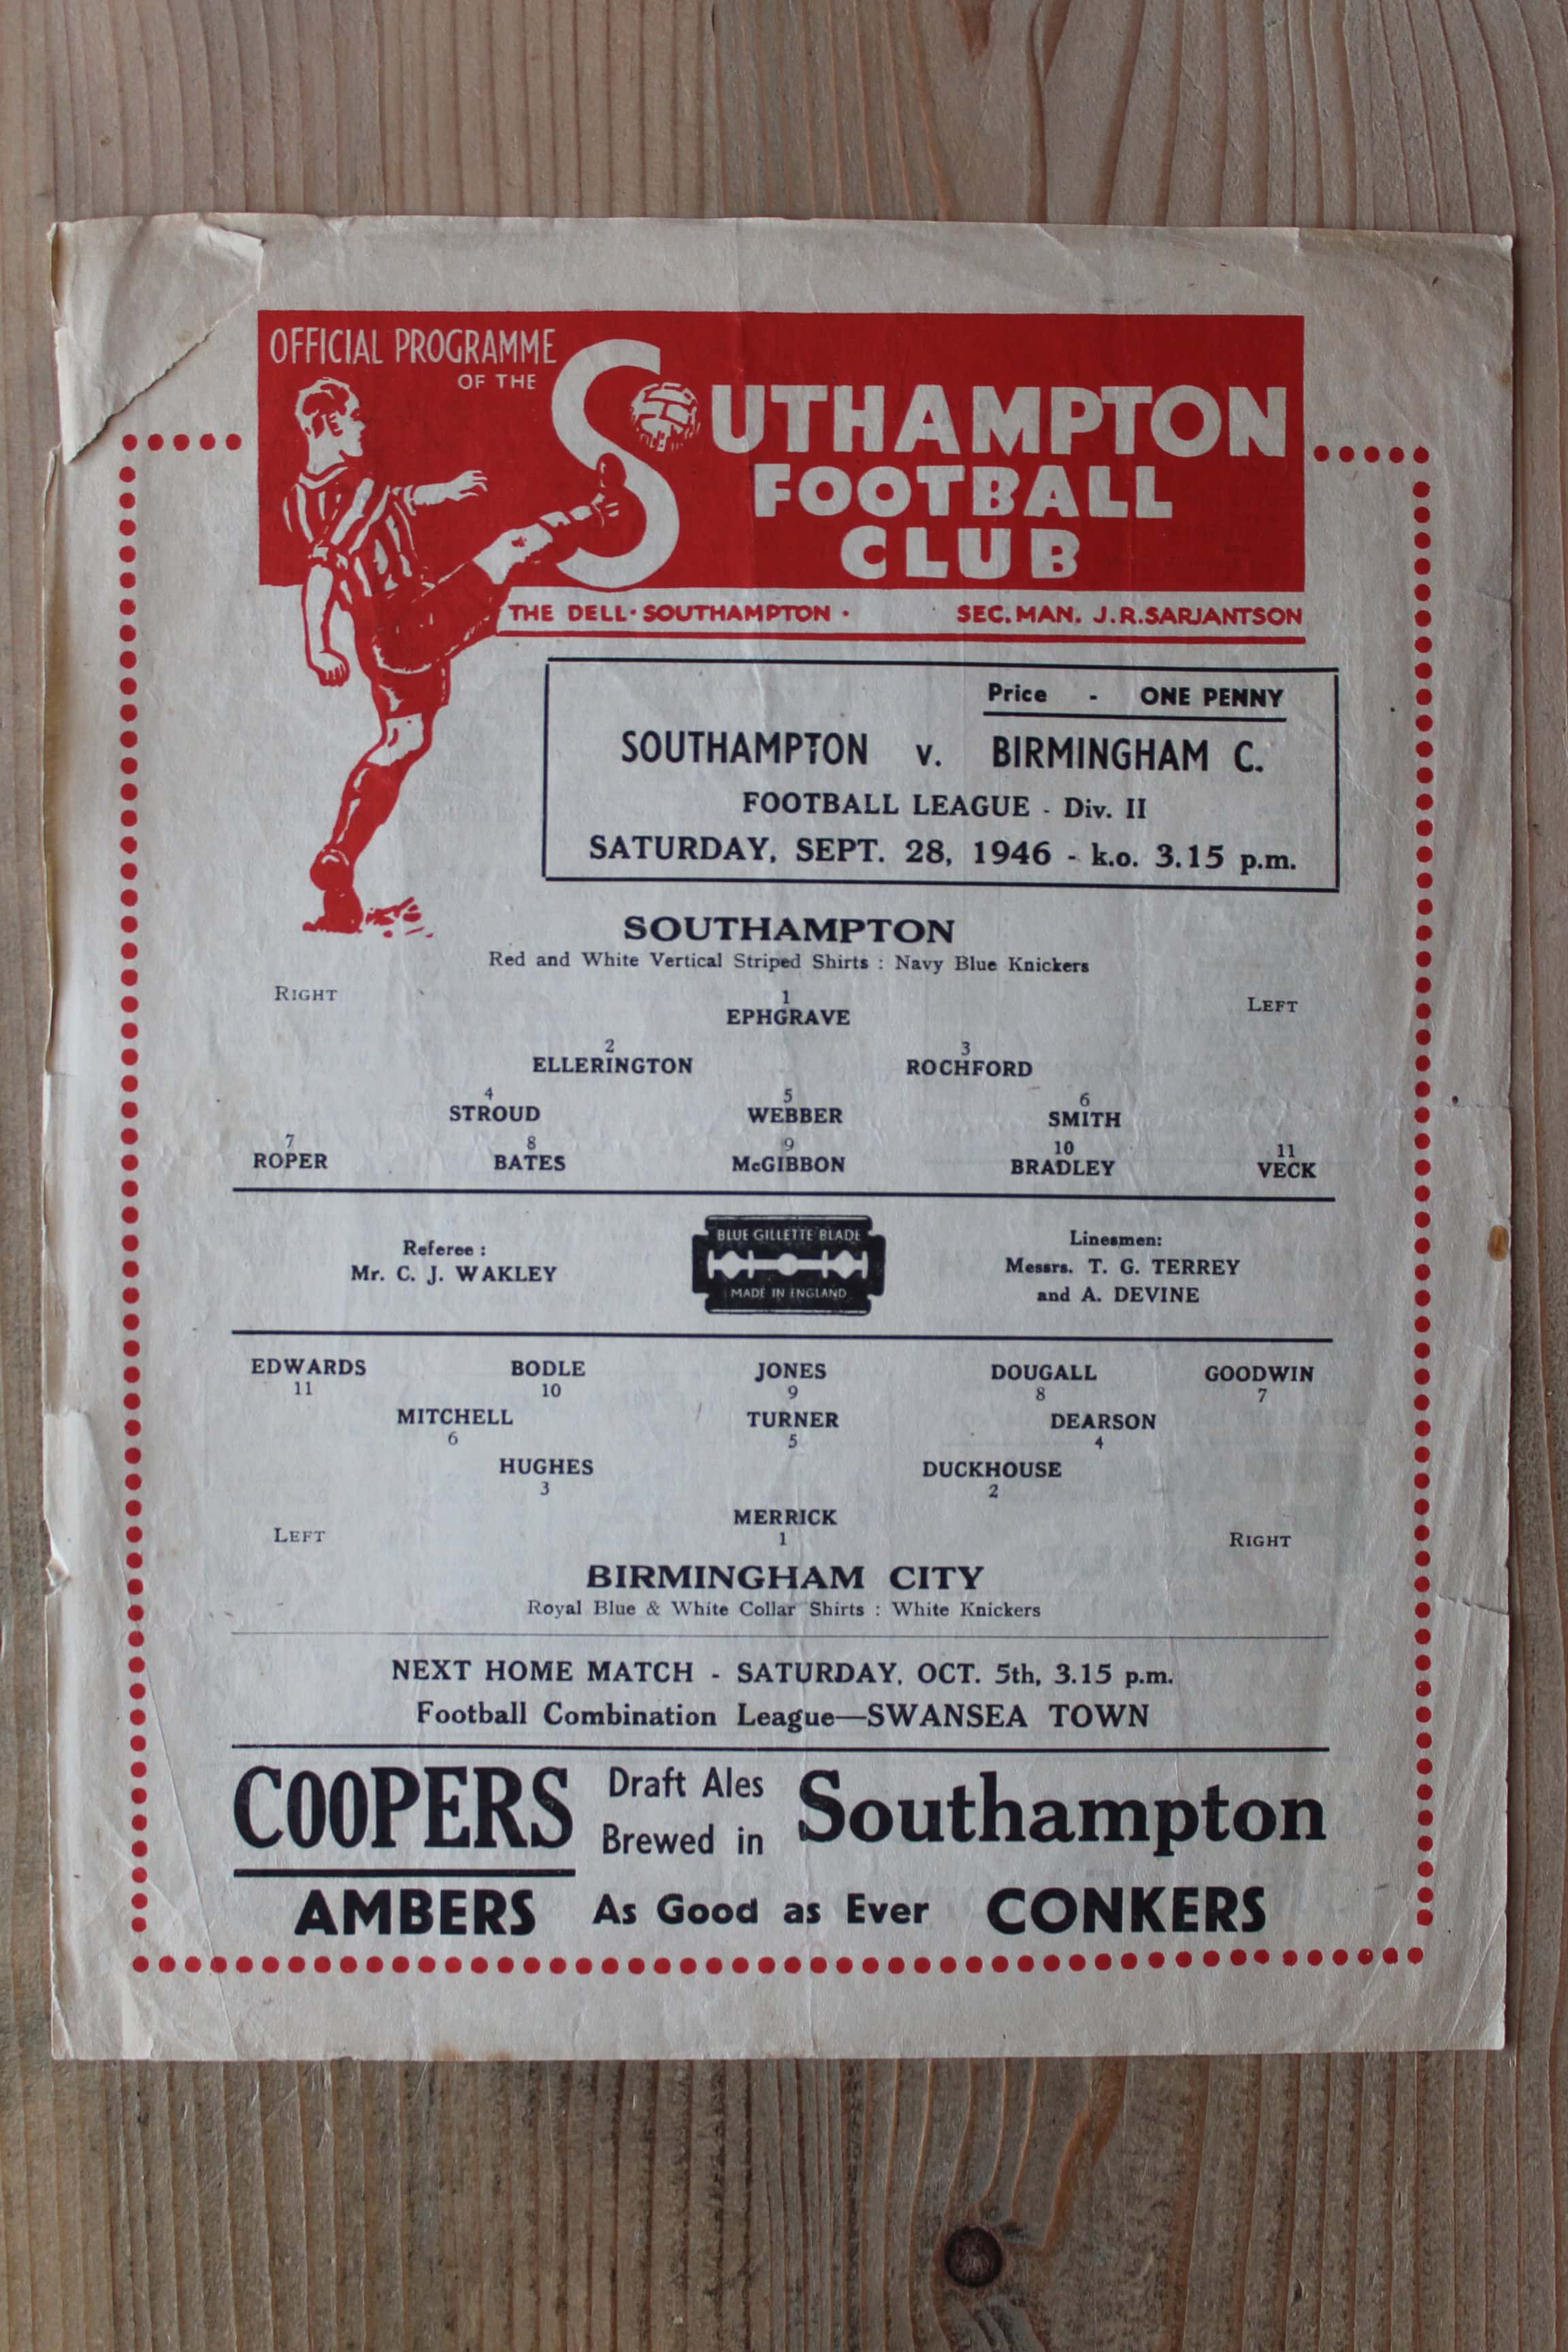 OFFICIAL PROGRAMME
OF THE
SOUTHAMPTON
FOOTBALL
CLUB
THE DELL · SOUTHAMPTON · SEC. MAN. J.R.SARJANTSON
Price - ONE PENNY
SOUTHAMPTON v. BIRMINGHAM C.
FOOTBALL LEAGUE - Div. II
SATURDAY, SEPT. 28, 1946 - k.o. 3.15 p.m.
SOUTHAMPTON
Red and White Vertical Striped Shirts : Navy Blue Knickers
RIGHT LEFT
1
EPHGRAVE
2 3
ELLERINGTON ROCHFORD
4 5 6
STROUD WEBBER SMITH
7 8 9 10 11
ROPER BATES McGIBBON BRADLEY VECK
Referee :
Mr. C. J. WAKLEY
BLUE GILLETTE BLADE
MADE IN ENGLAND
Linesmen:
Messrs. T. G. TERREY
and A. DEVINE
EDWARDS BODLE JONES DOUGALL GOODWIN
11 10 9 8 7
MITCHELL TURNER DEARSON
6 5 4
HUGHES DUCKHOUSE
3 2
MERRICK
1
LEFT RIGHT
BIRMINGHAM CITY
Royal Blue & White Collar Shirts : White Knickers
NEXT HOME MATCH - SATURDAY, OCT. 5th, 3.15 p.m.
Football Combination League—SWANSEA TOWN
COOPERS Draft Ales Brewed in Southampton
AMBERS As Good as Ever CONKERS